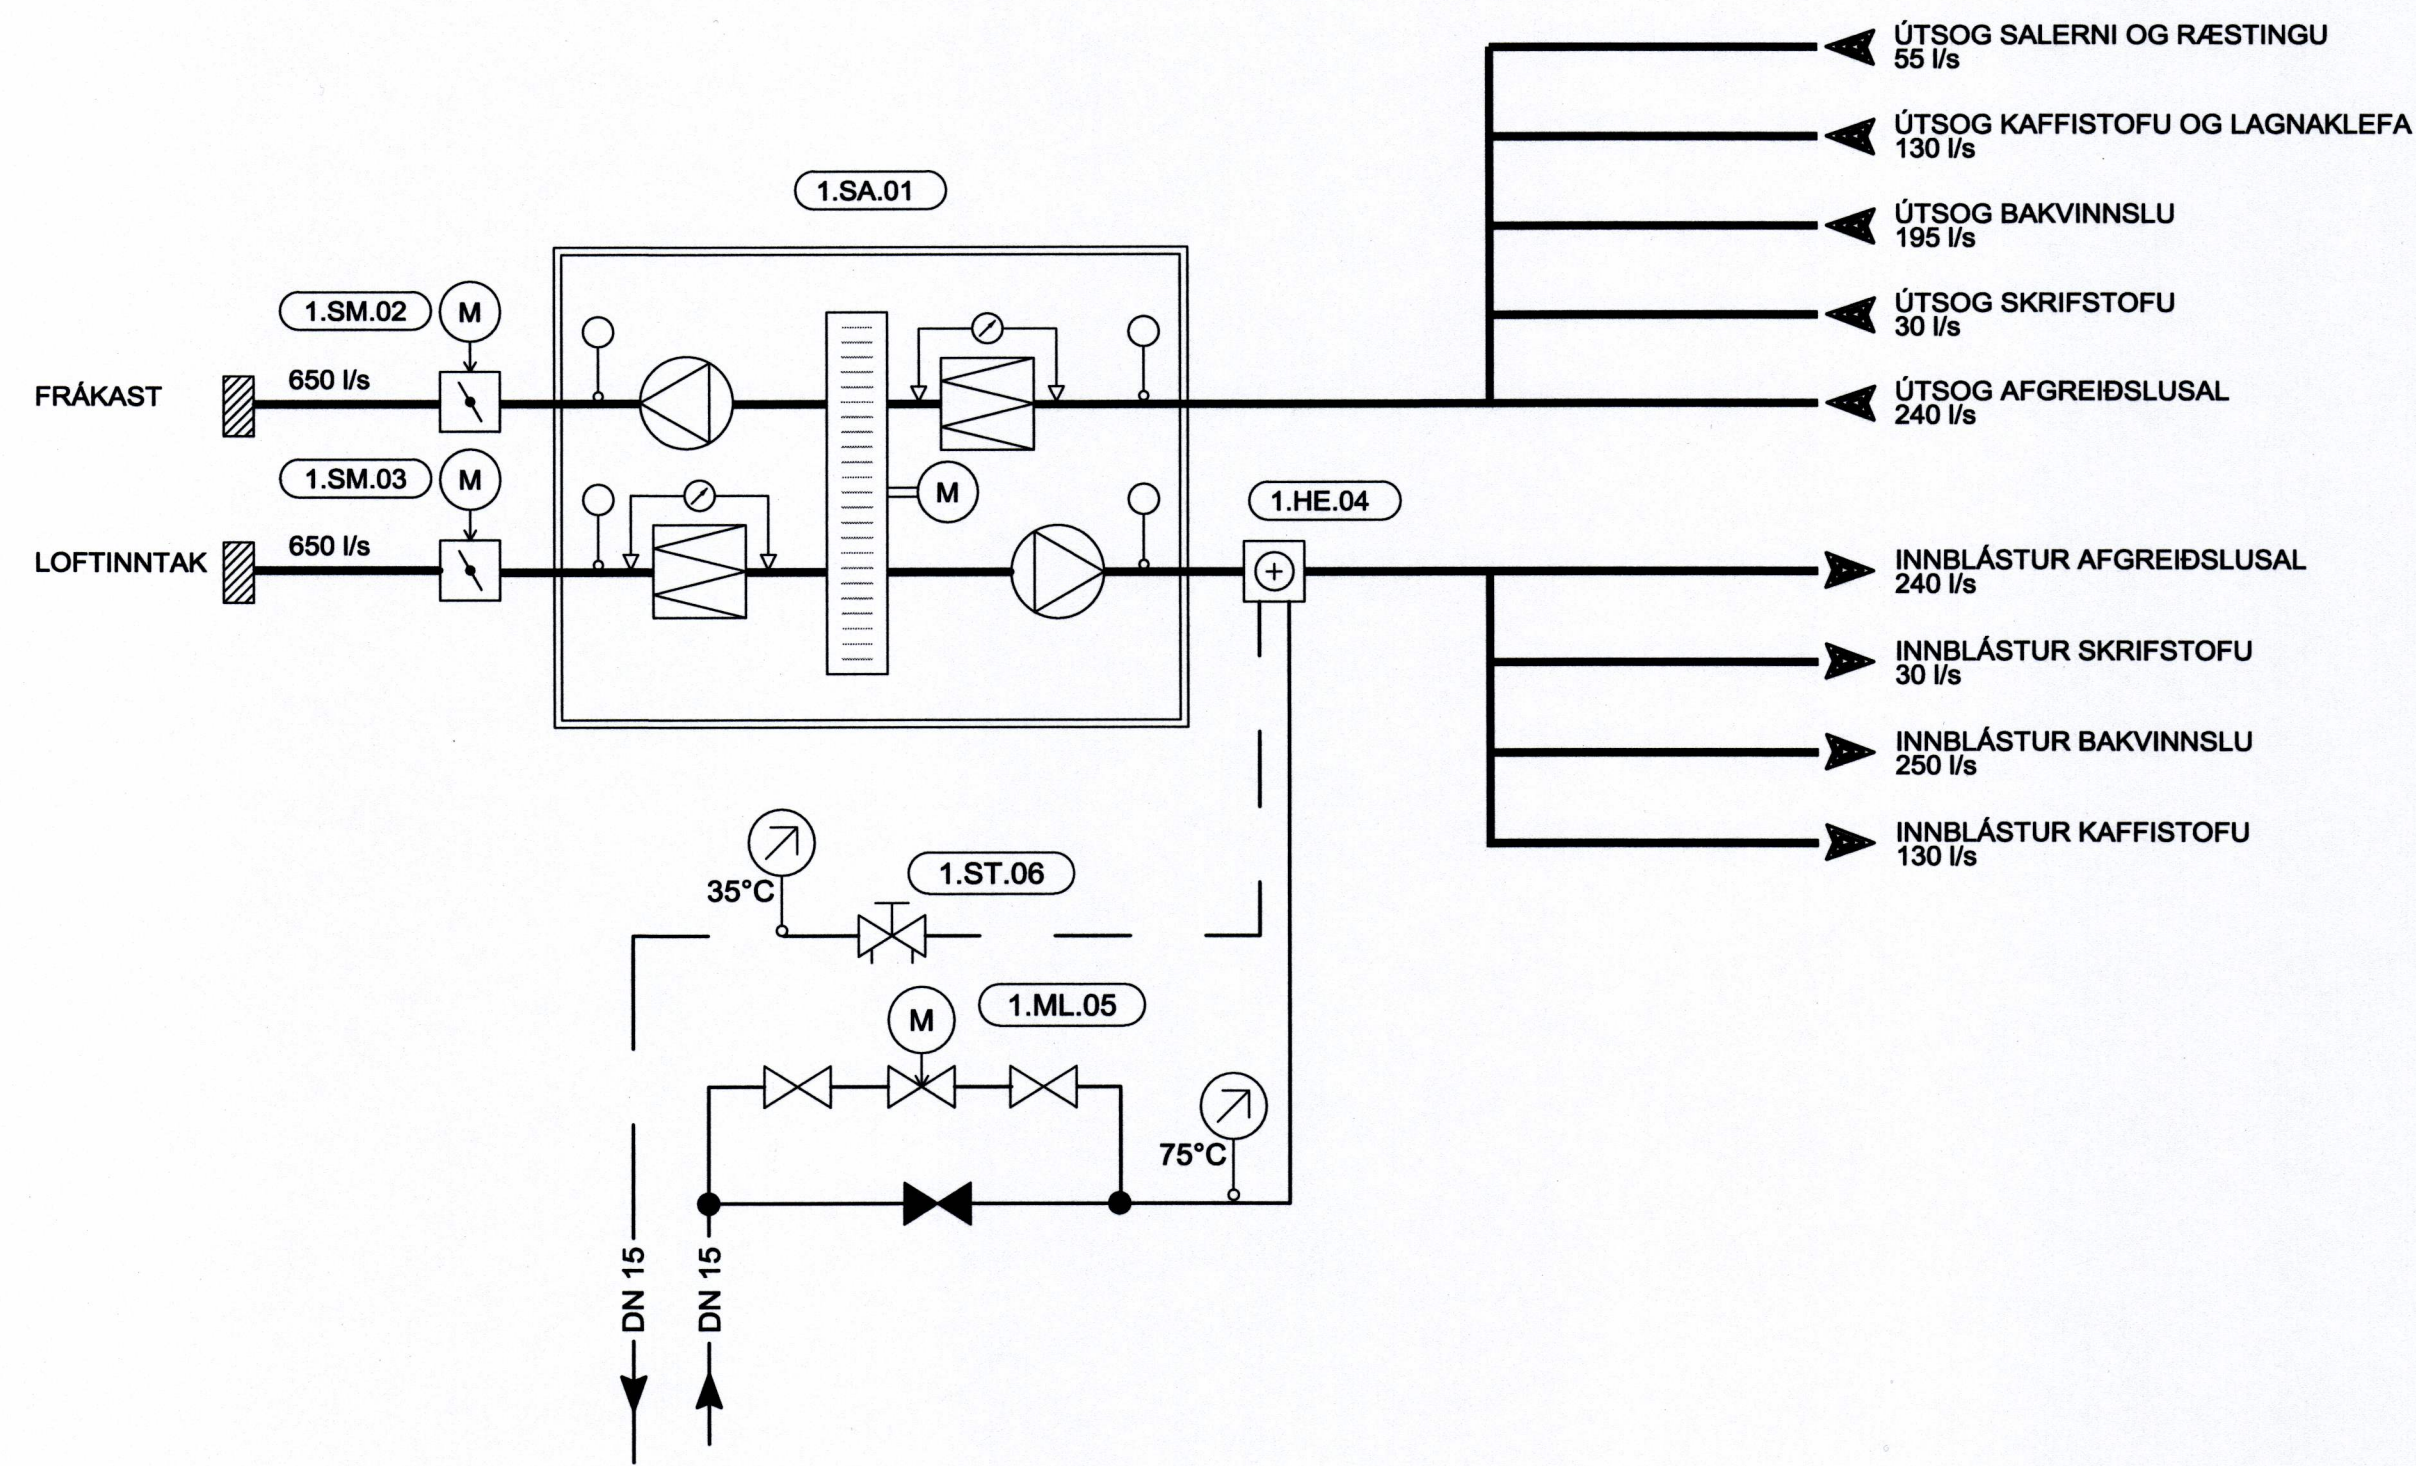 ÚTSOG SALERNI OG RÆSTINGU
55 l/s
ÚTSOG KAFFISTOFU OG LAGNAKLEFA
130 l/s
1.SA.01
ÚTSOG BAKVINNSLU
195 l/s
1.SM.02
M
ÚTSOG SKRIFSTOFU
30 l/s
FRÁKAST
650 l/s
ÚTSOG AFGREIÐSLUSAL
240 l/s
1.SM.03
M
M
1.HE.04
LOFTINNTAK
650 l/s
INNBLÁSTUR AFGREIÐSLUSAL
240 l/s
INNBLÁSTUR SKRIFSTOFU
30 l/s
INNBLÁSTUR BAKVINNSLU
250 l/s
INNBLÁSTUR KAFFISTOFU
130 l/s
35°C
1.ST.06
M
1.ML.05
75°C
DN 15
DN 15